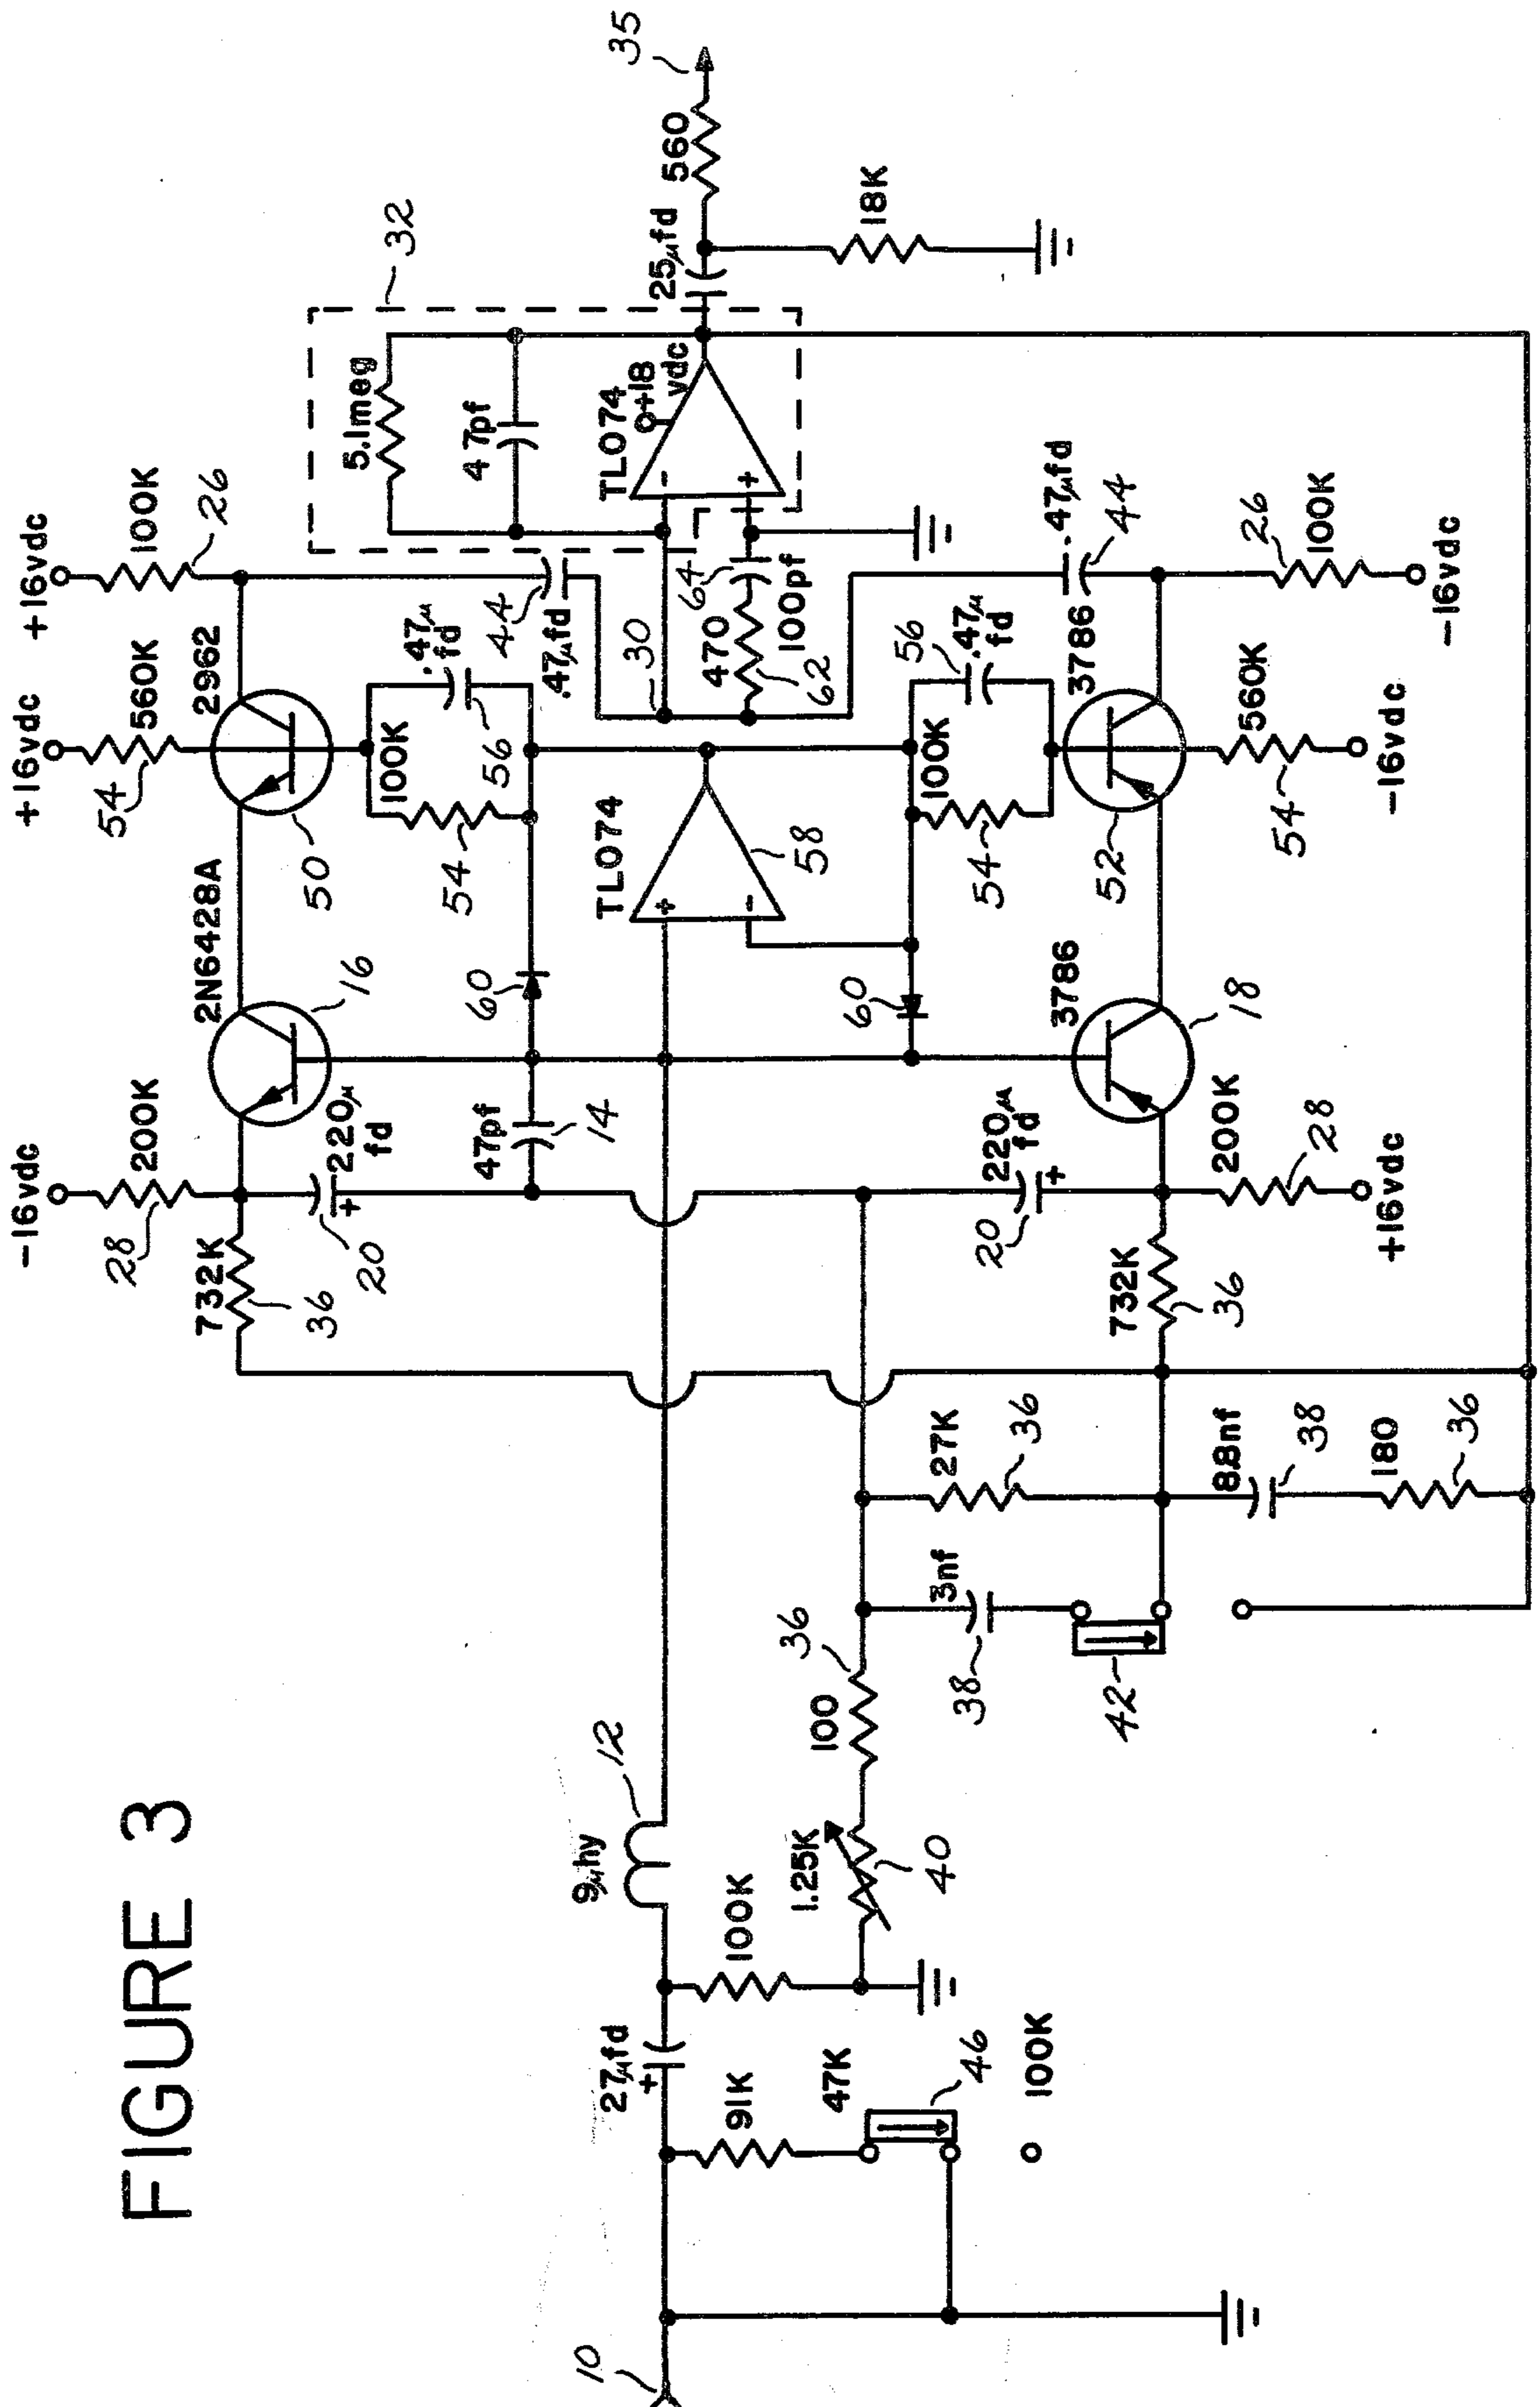 FIGURE 3
+16vdc
100K
26
+16vdc
560K
54
2962
50
2N6428A
16
-16vdc
200K
28
732K
36
220μ
fd
+
20
47pf
14
60
100K
54
.47μ
fd
56
44
.47μfd
30
5.1meg
47pf
32
TL074
+18
vdc
-
+
64
100pf
470
62
25μfd
560
35
18K
TL074
+
-
58
60
100K
54
56
.47μ
fd
.47μfd
44
3786
52
26
100K
-16vdc
560K
54
-16vdc
3786
18
220μ
fd
+
20
200K
28
+16vdc
732K
36
27K
36
8.8nf
38
180
36
3nf
38
42
36
100
1.25K
40
12
9μhy
100K
27μfd
+
91K
47K
46
100K
10